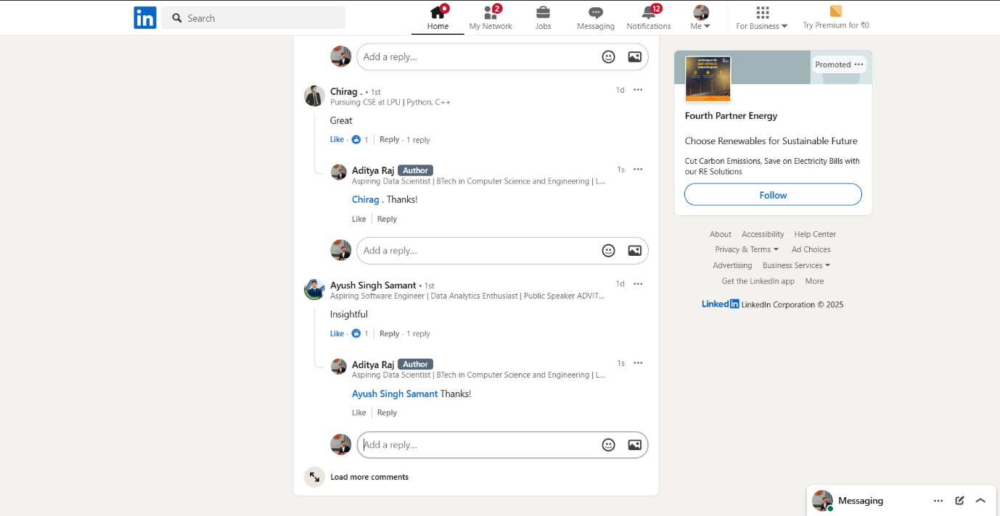 in
Search
Home
2
My Network
Jobs
Messaging
12
Notifications
Me
For Business
Try Premium for ₹0
Add a reply...
Chirag . • 1st
1d
Pursuing CSE at LPU | Python, C++
Great
Like · 1 | Reply · 1 reply
Aditya Raj Author
1s
Aspiring Data Scientist | BTech in Computer Science and Engineering | L...
Chirag . Thanks!
Like | Reply
Add a reply...
Ayush Singh Samant • 1st
1d
Aspiring Software Engineer | Data Analytics Enthusiast | Public Speaker ADVIT...
Insightful
Like · 1 | Reply · 1 reply
Aditya Raj Author
1s
Aspiring Data Scientist | BTech in Computer Science and Engineering | L...
Ayush Singh Samant Thanks!
Like | Reply
Add a reply...
Load more comments
Promoted
Fourth Partner Energy
Choose Renewables for Sustainable Future
Cut Carbon Emissions, Save on Electricity Bills with
our RE Solutions
Follow
About Accessibility Help Center
Privacy & Terms Ad Choices
Advertising Business Services
Get the LinkedIn app More
LinkedIn LinkedIn Corporation © 2025
Messaging